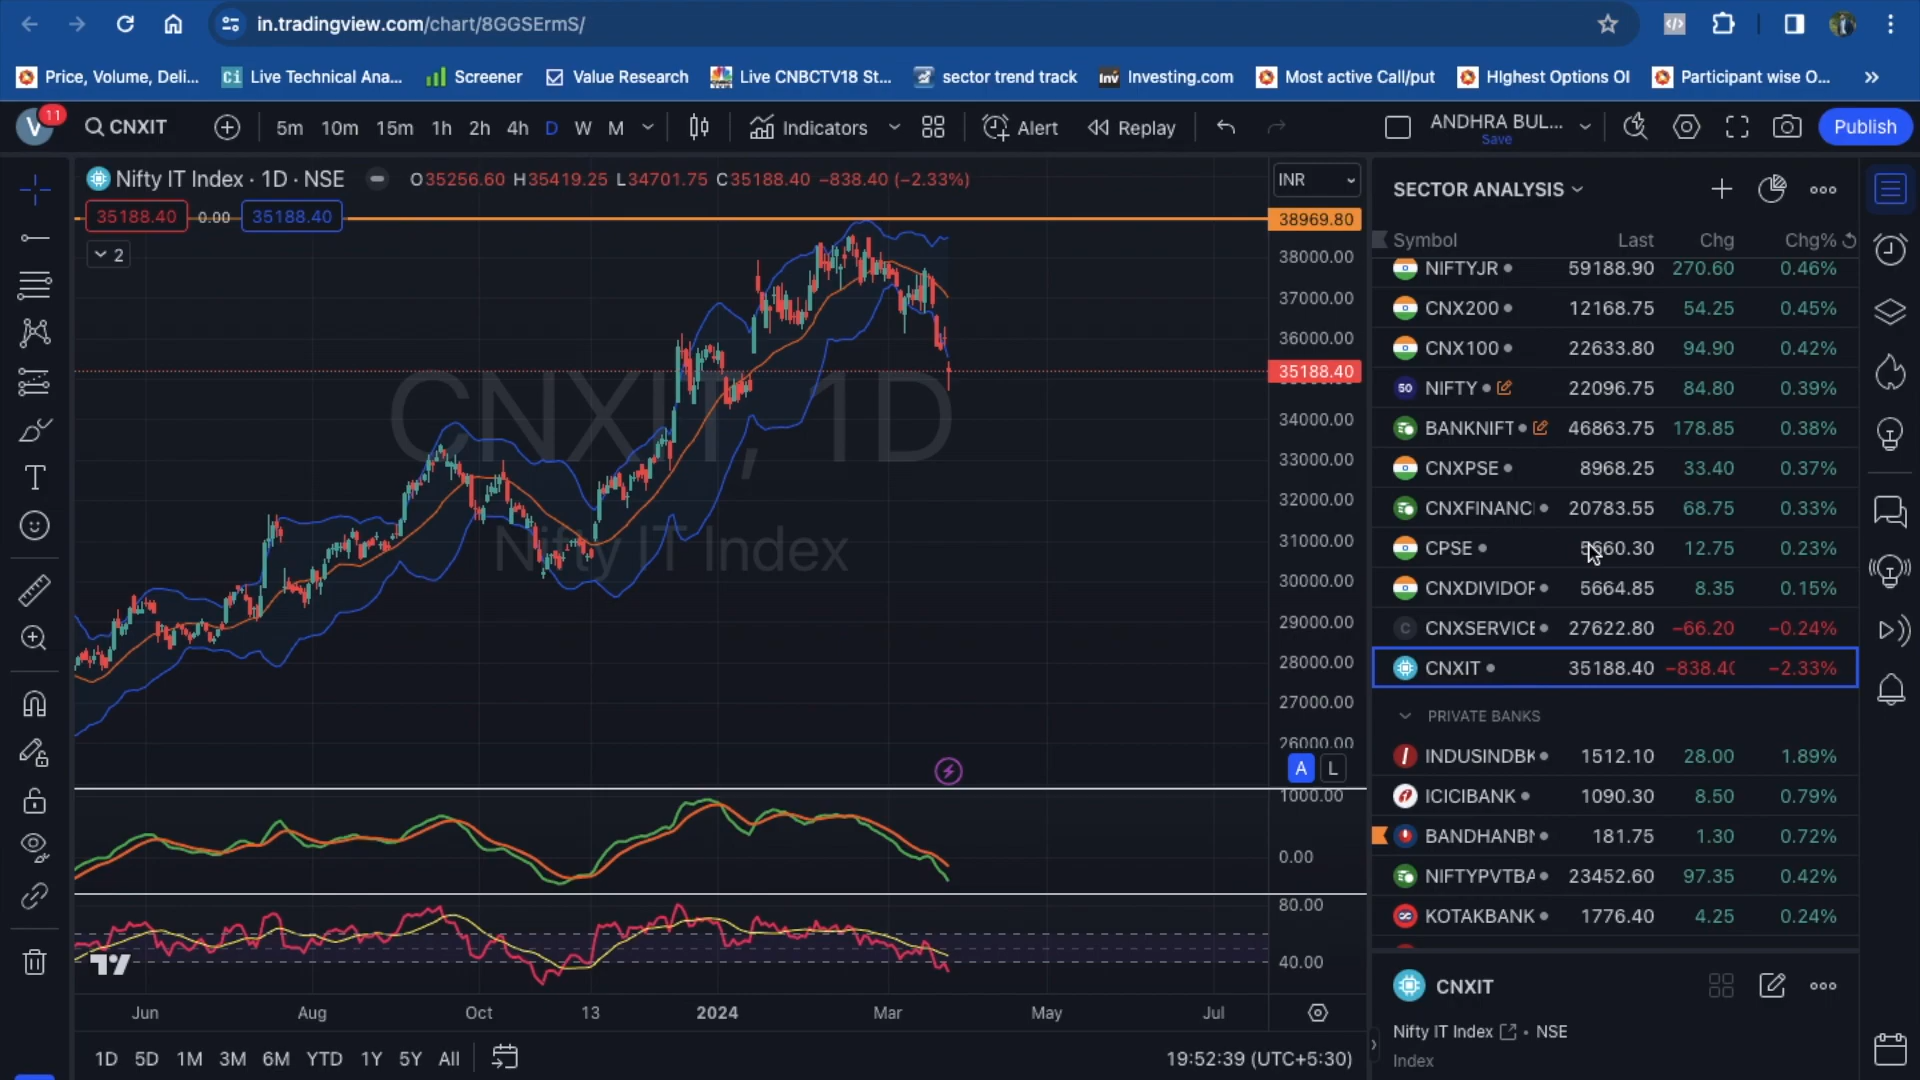 in.tradingview.com/chart/8GGSErmS/
Price, Volume, Deli... Live Technical Ana... Screener Value Research Live CNBCTV18 St... sector trend track Investing.com Most active Call/put HIghest Options OI Participant wise O... »
V 11 CNXIT 5m 10m 15m 1h 2h 4h D W M Indicators Alert Replay ANDHRA BUL... Save Publish
Nifty IT Index · 1D · NSE O35256.60 H35419.25 L34701.75 C35188.40 −838.40 (−2.33%)
35188.40 0.00 35188.40
2
CNXIT, 1D
Nifty IT Index
INR
38969.80
38000.00
37000.00
36000.00
35188.40
34000.00
33000.00
32000.00
31000.00
30000.00
29000.00
28000.00
27000.00
26000.00
A L
1000.00
0.00
80.00
40.00
Jun Aug Oct 13 2024 Mar May Jul
1D 5D 1M 3M 6M YTD 1Y 5Y All 19:52:39 (UTC+5:30)
SECTOR ANALYSIS
Symbol Last Chg Chg%
NIFTYJR 59188.90 270.60 0.46%
CNX200 12168.75 54.25 0.45%
CNX100 22633.80 94.90 0.42%
50 NIFTY 22096.75 84.80 0.39%
BANKNIFT 46863.75 178.85 0.38%
CNXPSE 8968.25 33.40 0.37%
CNXFINANC 20783.55 68.75 0.33%
CPSE 12.75 0.23%
CNXDIVIDOF 5664.85 8.35 0.15%
C CNXSERVICE 27622.80 −66.20 −0.24%
CNXIT 35188.40 −838.40 −2.33%
PRIVATE BANKS
INDUSINDBK 1512.10 28.00 1.89%
ICICIBANK 1090.30 8.50 0.79%
BANDHANBN 181.75 1.30 0.72%
NIFTYPVTBA 23452.60 97.35 0.42%
KOTAKBANK 1776.40 4.25 0.24%
CNXIT
Nifty IT Index • NSE
Index